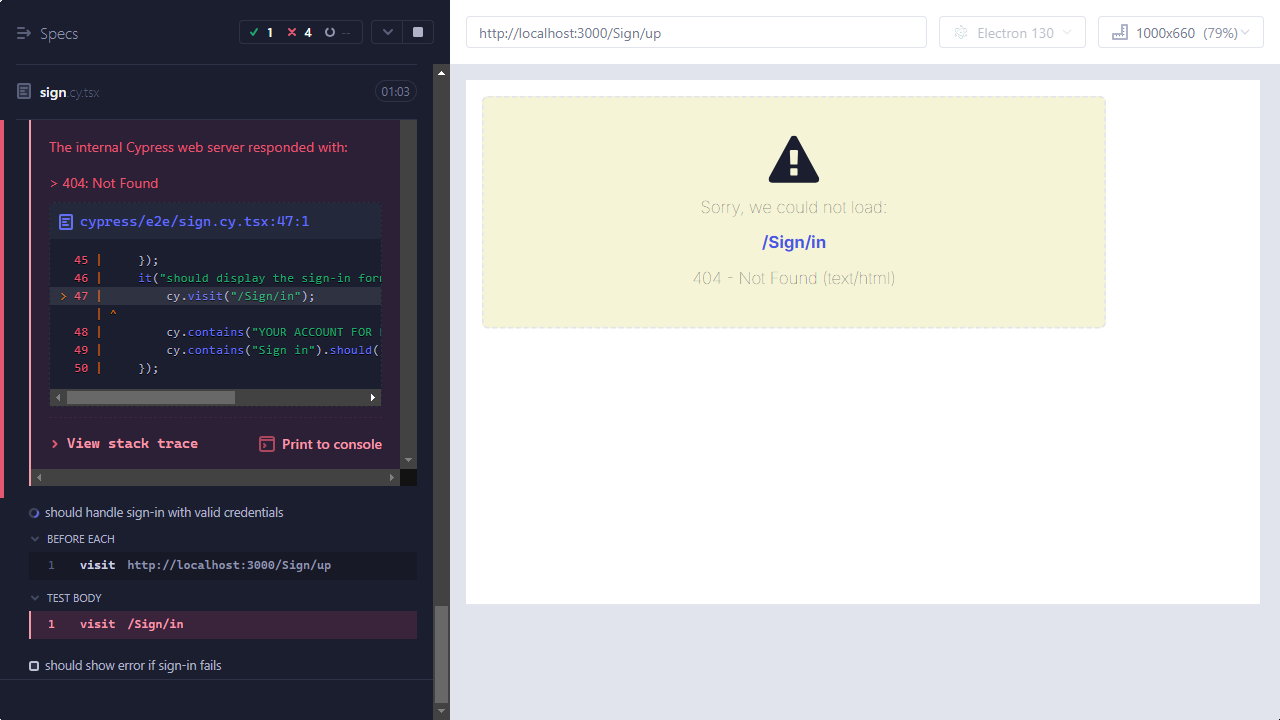 Specs
1 4 --
sign.cy.tsx
01:03
The internal Cypress web server responded with:
> 404: Not Found
cypress/e2e/sign.cy.tsx:47:1
45 | });
46 | it("should display the sign-in for
> 47 | cy.visit("/Sign/in");
| ^
48 | cy.contains("YOUR ACCOUNT FOR
49 | cy.contains("Sign in").should(
50 | });
View stack trace
Print to console
should handle sign-in with valid credentials
BEFORE EACH
1 visit http://localhost:3000/Sign/up
TEST BODY
1 visit /Sign/in
should show error if sign-in fails
http://localhost:3000/Sign/up
Electron 130
1000x660 (79%)
Sorry, we could not load:
/Sign/in
404 - Not Found (text/html)